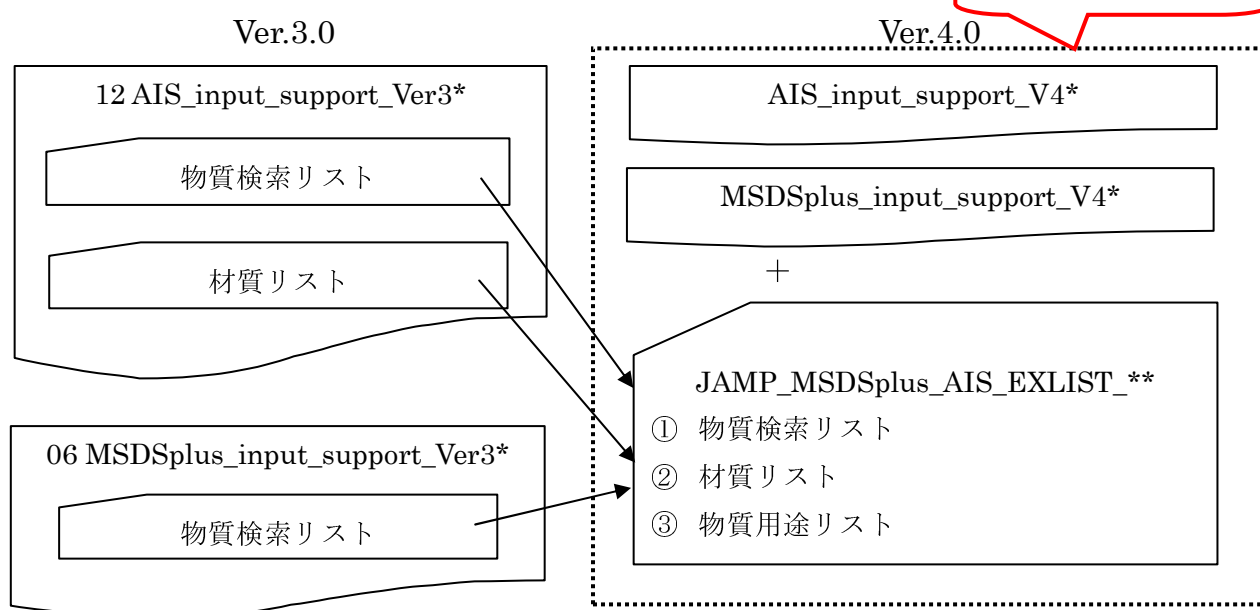 Ver.3.0
12 AIS_input_support_Ver3*
物質検索リスト
材質リスト
06 MSDSplus_input_support_Ver3*
物質検索リスト
Ver.4.0
AIS_input_support_V4*
MSDSplus_input_support_V4*
＋
JAMP_MSDSplus_AIS_EXLIST_**
① 物質検索リスト
② 材質リスト
③ 物質用途リスト